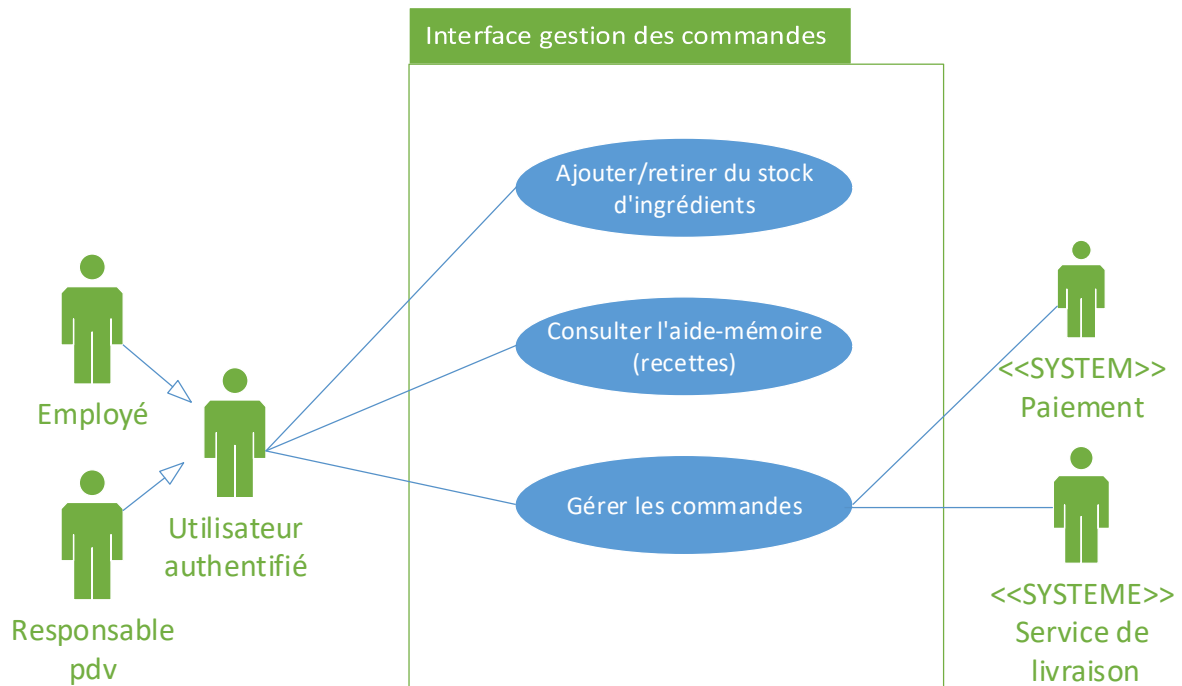 Interface gestion des commandes
Ajouter/retirer du stock
d'ingrédients
Consulter l'aide-mémoire
(recettes)
Gérer les commandes
Employé
Responsable
pdv
Utilisateur
authentifié
<<SYSTEM>>
Paiement
<<SYSTEME>>
Service de
livraison